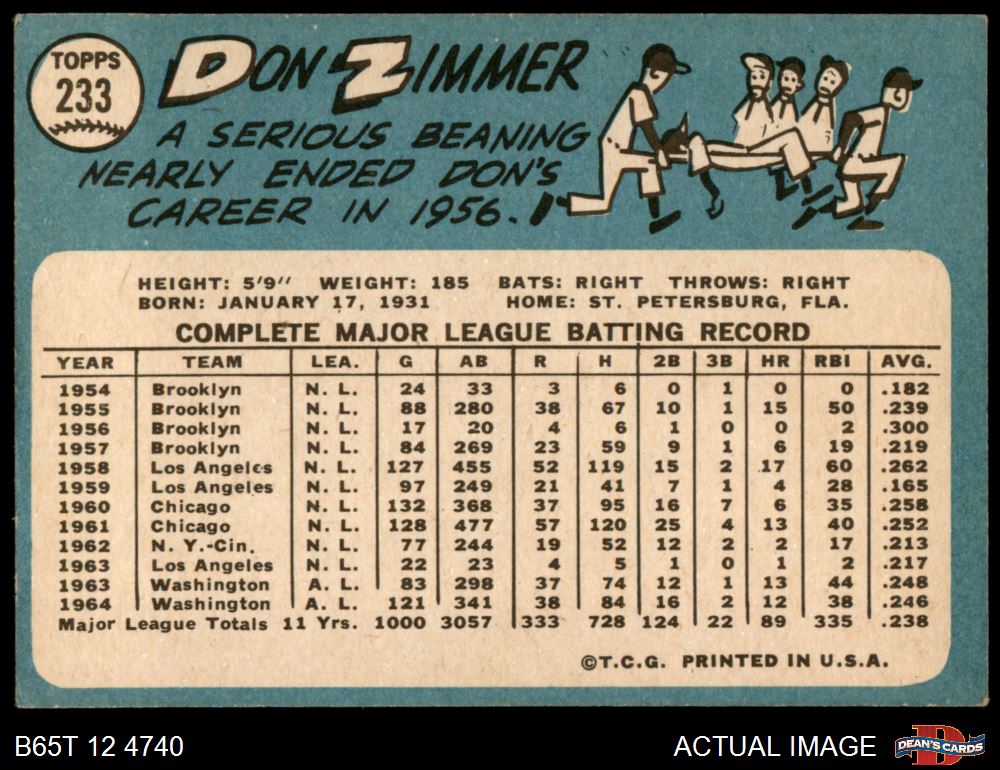 TOPPS
233
DON ZIMMER
A SERIOUS BEANING
NEARLY ENDED DON'S
CAREER IN 1956.
HEIGHT: 5'9" WEIGHT: 185 BATS: RIGHT THROWS: RIGHT
BORN: JANUARY 17, 1931 HOME: ST. PETERSBURG, FLA.
COMPLETE MAJOR LEAGUE BATTING RECORD
YEAR TEAM LEA. G AB R H 2B 3B HR RBI AVG.
1954 Brooklyn N. L. 24 33 3 6 0 1 0 0 .182
1955 Brooklyn N. L. 88 280 38 67 10 1 15 50 .239
1956 Brooklyn N. L. 17 20 4 6 1 0 0 2 .300
1957 Brooklyn N. L. 84 269 23 59 9 1 6 19 .219
1958 Los Angeles N. L. 127 455 52 119 15 2 17 60 .262
1959 Los Angeles N. L. 97 249 21 41 7 1 4 28 .165
1960 Chicago N. L. 132 368 37 95 16 7 6 35 .258
1961 Chicago N. L. 128 477 57 120 25 4 13 40 .252
1962 N. Y.-Cin. N. L. 77 244 19 52 12 2 2 17 .213
1963 Los Angeles N. L. 22 23 4 5 1 0 1 2 .217
1963 Washington A. L. 83 298 37 74 12 1 13 44 .248
1964 Washington A. L. 121 341 38 84 16 2 12 38 .246
Major League Totals 11 Yrs. 1000 3057 333 728 124 22 89 335 .238
©T.C.G. PRINTED IN U.S.A.
B65T 12 4740 ACTUAL IMAGE DEAN'S CARDS